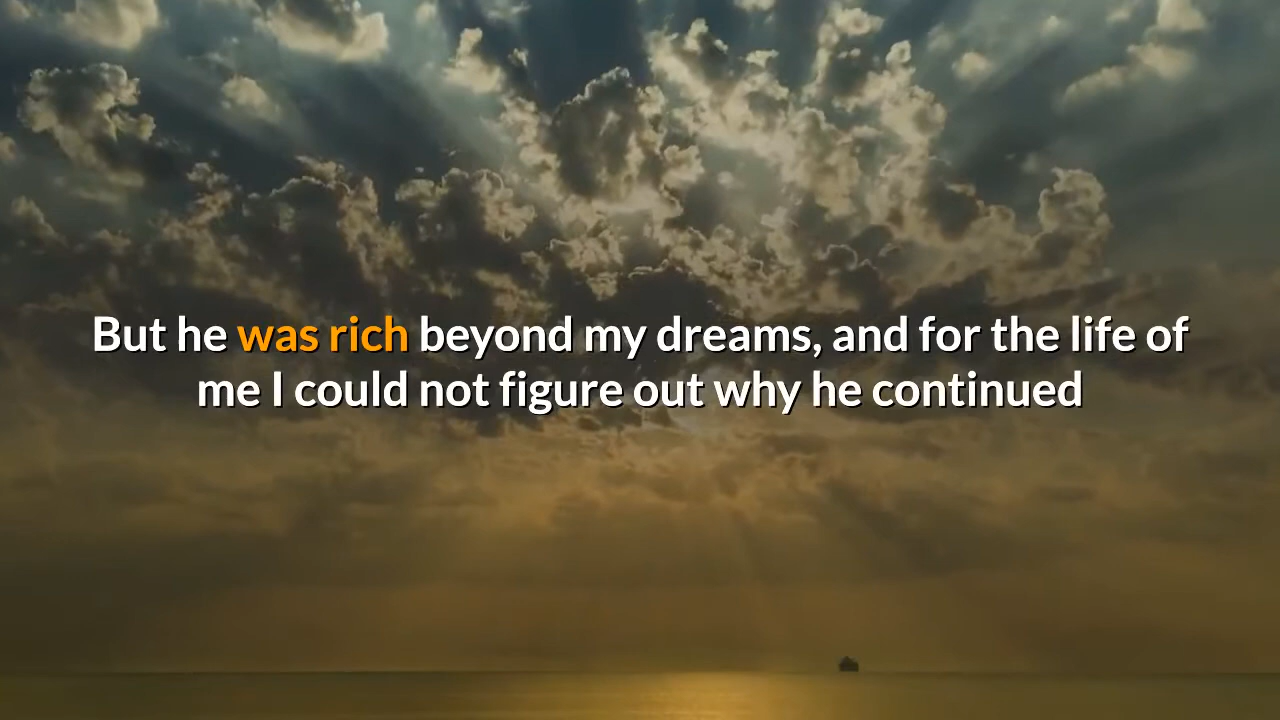 But he was rich beyond my dreams, and for the life of
me I could not figure out why he continued